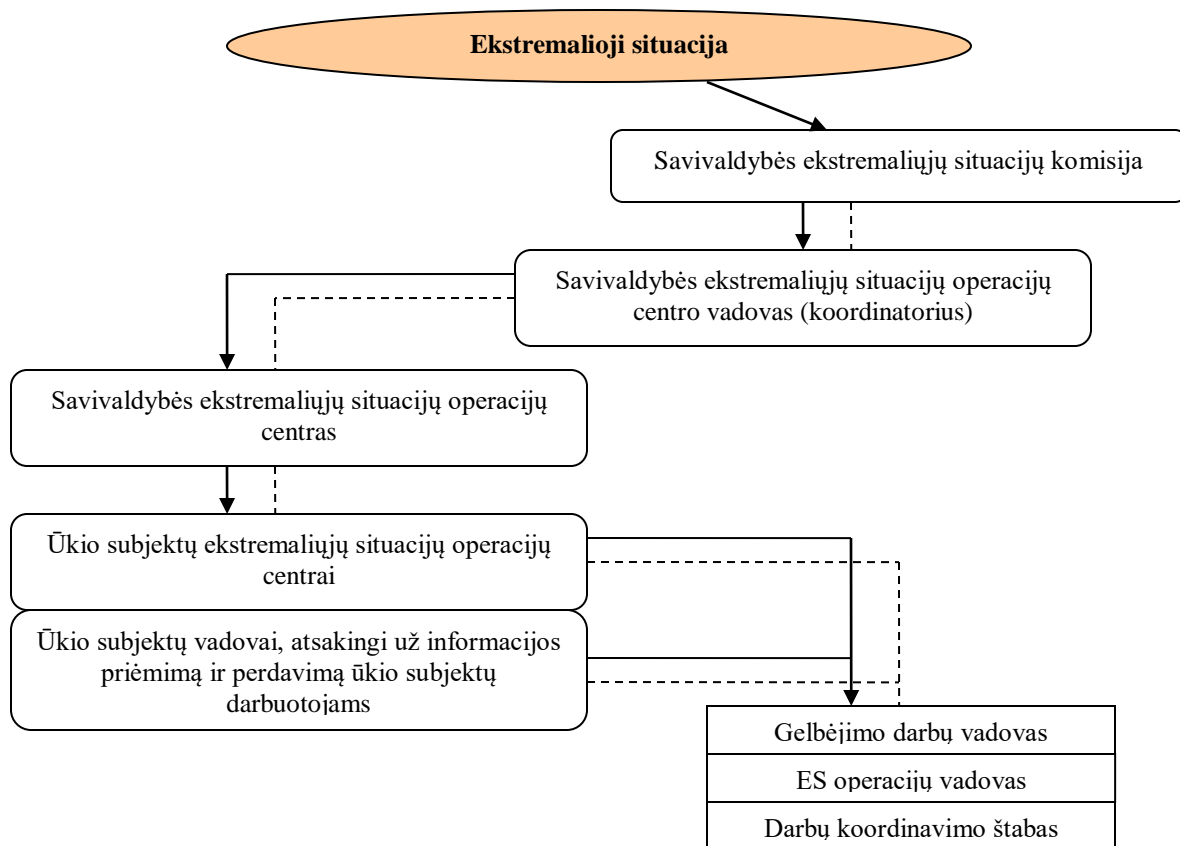 Ekstremalioji situacija
Savivaldybės ekstremaliųjų situacijų komisija
Savivaldybės ekstremaliųjų situacijų operacijų
centro vadovas (koordinatorius)
Savivaldybės ekstremaliųjų situacijų operacijų
centras
Ūkio subjektų ekstremaliųjų situacijų operacijų
centrai
Ūkio subjektų vadovai, atsakingi už informacijos
priėmimą ir perdavimą ūkio subjektų
darbuotojams
Gelbėjimo darbų vadovas
ES operacijų vadovas
Darbų koordinavimo štabas